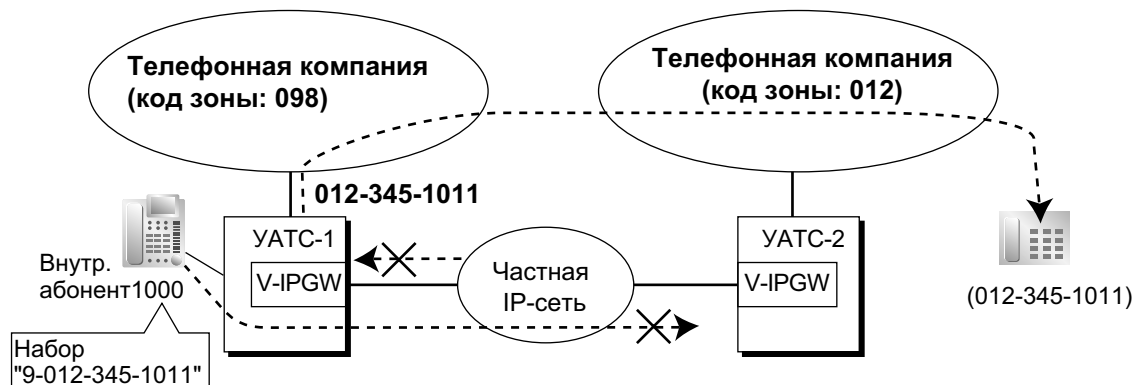 Телефонная компания
(код зоны: 098)
Телефонная компания
(код зоны: 012)
012-345-1011
УАТС-1
V-IPGW
УАТС-2
V-IPGW
Частная
IP-сеть
Внутр.
абонент1000
(012-345-1011)
Набор
"9-012-345-1011"